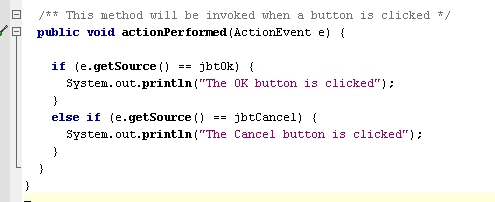 /** This method will be invoked when a button is clicked */
public void actionPerformed(ActionEvent e) {
if (e.getSource() == jbtOk) {
System.out.println("The OK button is clicked");
}
else if (e.getSource() == jbtCancel) {
System.out.println("The Cancel button is clicked");
}
}
}